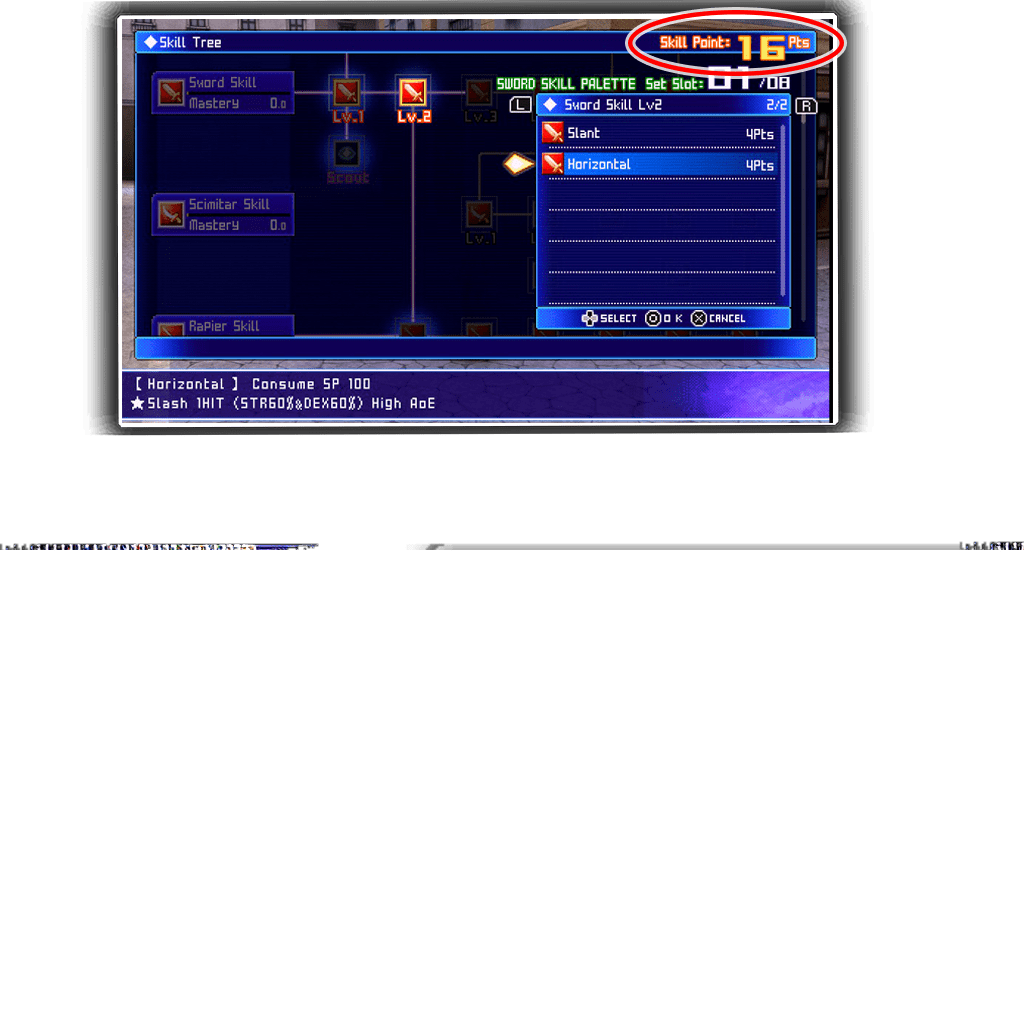 Skill Tree
Skill Point: 16 Pts
Sword Skill
Mastery 0.0
Lv.1
Lv.2
Lv.3
Scout
SWORD SKILL PALETTE Set Slot: 01/08
L
Sword Skill Lv2
2/2
R
Slant 4Pts
Horizontal 4Pts
Scimitar Skill
Mastery 0.0
Lv.1
Rapier Skill
SELECT OK CANCEL
[ Horizontal ] Consume SP 100
★Slash 1HIT (STR60%&DEX60%) High AoE